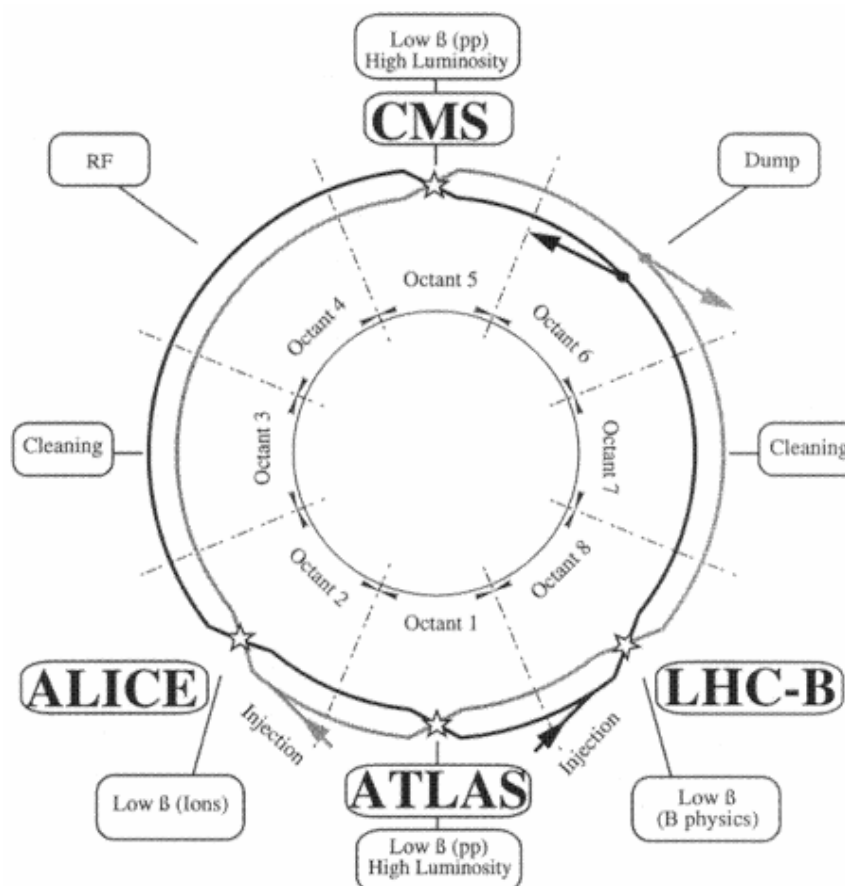 Low ß (pp)
High Luminosity
CMS
RF
Dump
Octant 5
Octant 4
Octant 6
Cleaning
Octant 3
Octant 7
Cleaning
Octant 2
Octant 8
Octant 1
ALICE
LHC-B
Injection
Injection
ATLAS
Low ß (Ions)
Low ß
(B physics)
Low ß (pp)
High Luminosity